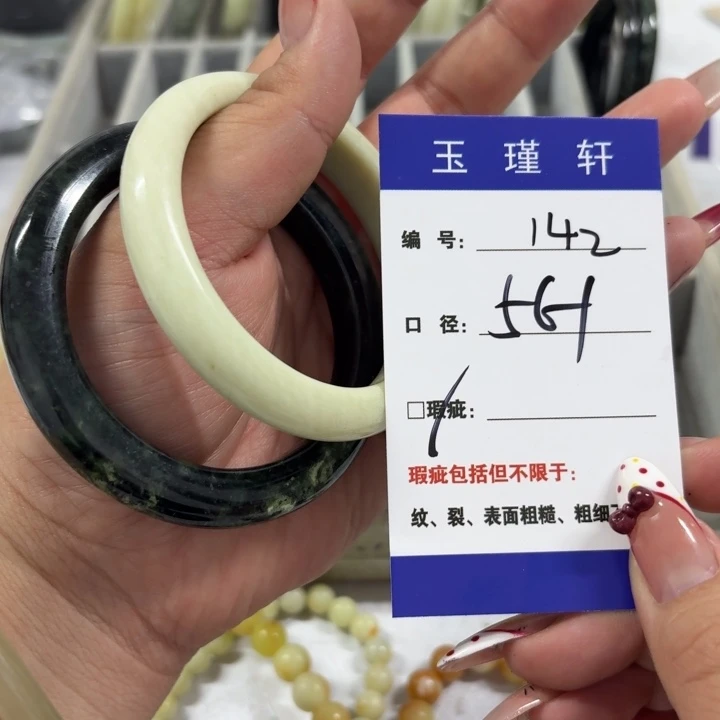 玉瑾轩
编号: 142
口径: 561
□瑕疵:
瑕疵包括但不限于:
纹、裂、表面粗糙、粗细